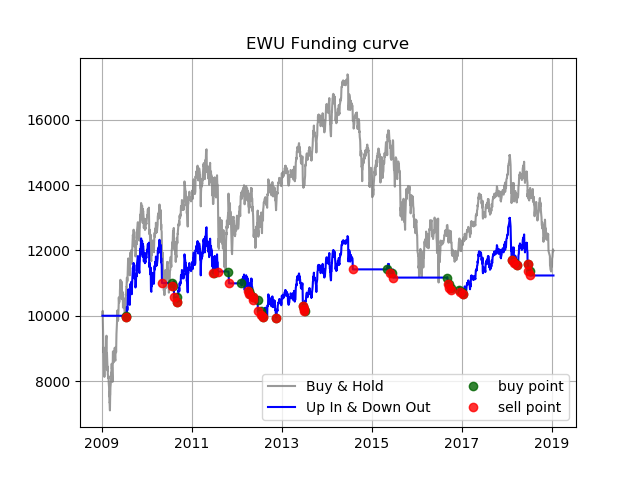 EWU Funding curve
16000
14000
12000
10000
8000
Buy & Hold
Up In & Down Out
buy point
sell point
2009 2011 2013 2015 2017 2019